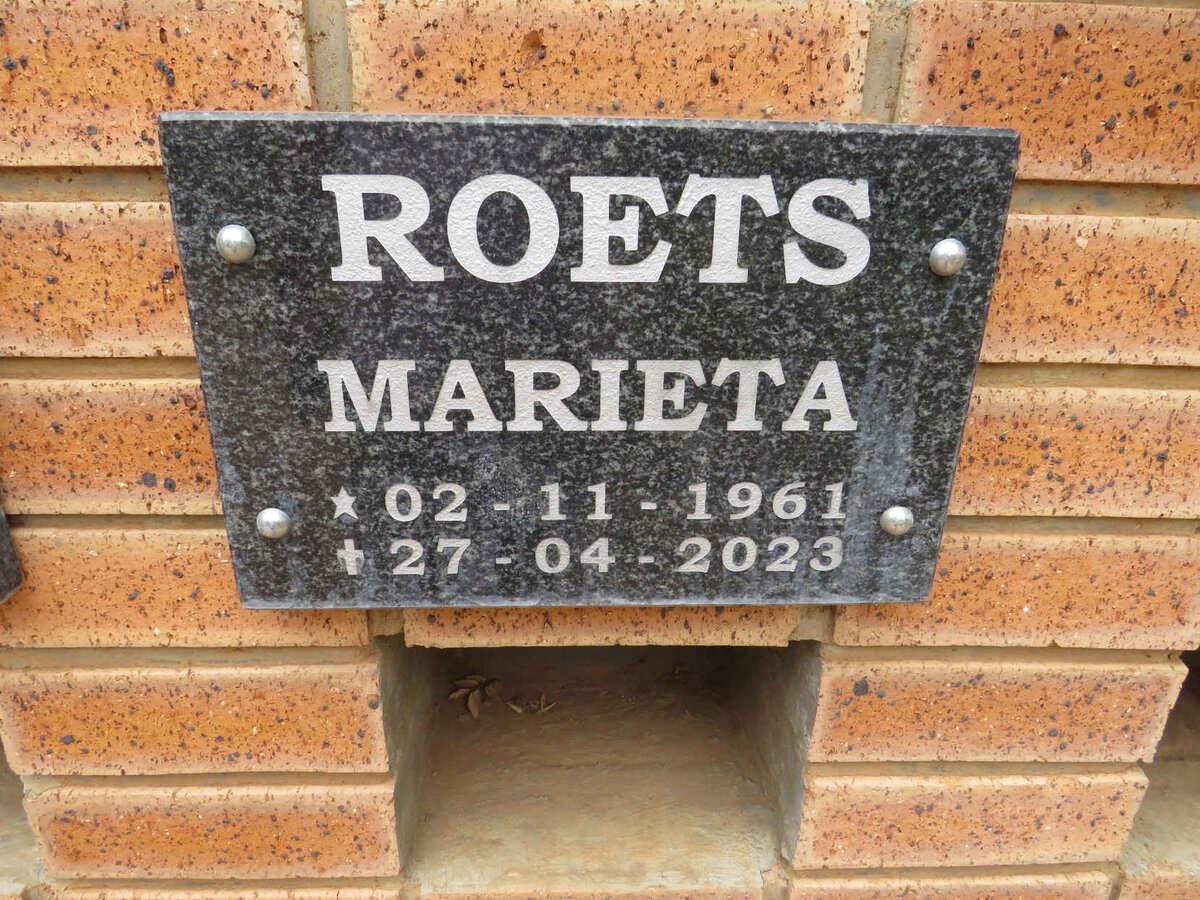 ROETS
MARIETA
★ 02 - 11 - 1961
✝ 27 - 04 - 2023